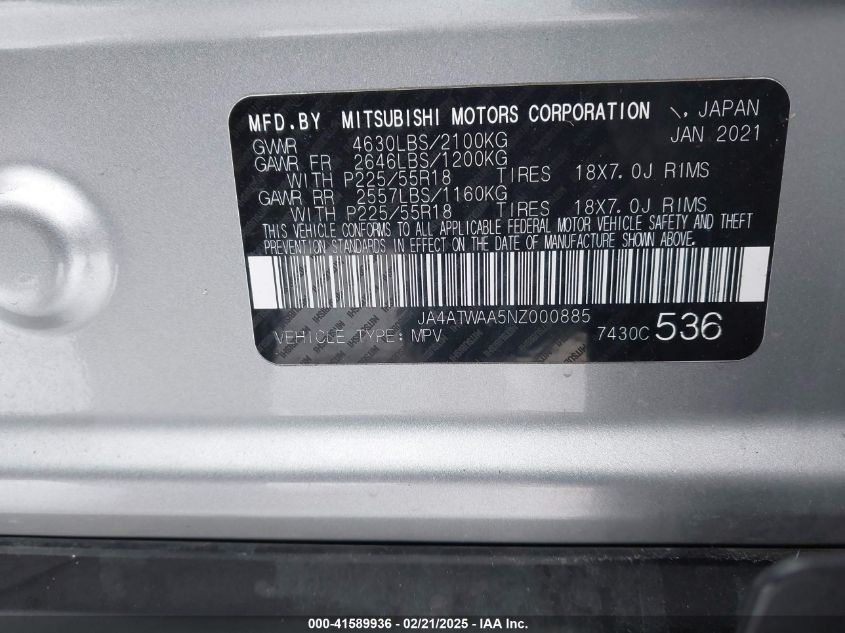 MFD.BY MITSUBISHI MOTORS CORPORATION \, JAPAN
GVWR 4630LBS/2100KG JAN 2021
GAWR FR 2646LBS/1200KG
WITH P225/55R18 TIRES 18X7.0J RIMS
GAWR RR 2557LBS/1160KG
WITH P225/55R18 TIRES 18X7.0J RIMS
THIS VEHICLE CONFORMS TO ALL APPLICABLE FEDERAL MOTOR VEHICLE SAFETY AND THEFT
PREVENTION STANDARDS IN EFFECT ON THE DATE OF MANUFACTURE SHOWN ABOVE.
JA4ATWAA5NZ000885
VEHICLE TYPE: MPV 7430C 536
000-41589936 - 02/21/2025 - IAA Inc.